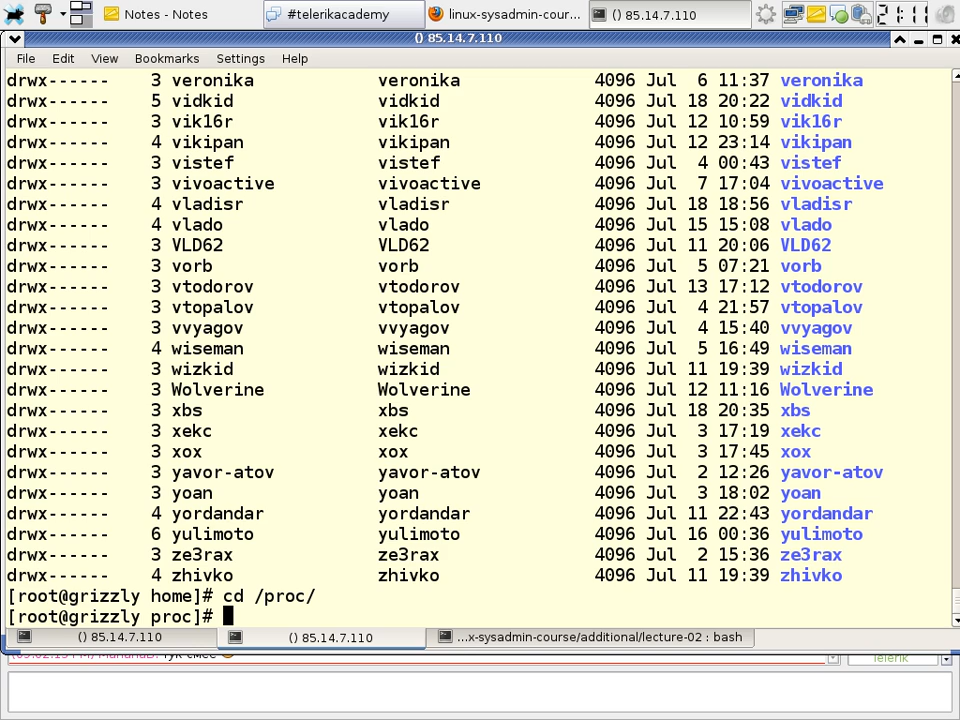 Notes - Notes
#telerikacademy
linux-sysadmin-cour...
() 85.14.7.110
21:11
() 85.14.7.110
File Edit View Bookmarks Settings Help
drwx------ 3 veronika veronika 4096 Jul 6 11:37 veronika
drwx------ 5 vidkid vidkid 4096 Jul 18 20:22 vidkid
drwx------ 3 vik16r vik16r 4096 Jul 12 10:59 vik16r
drwx------ 4 vikipan vikipan 4096 Jul 12 23:14 vikipan
drwx------ 3 vistef vistef 4096 Jul 4 00:43 vistef
drwx------ 3 vivoactive vivoactive 4096 Jul 7 17:04 vivoactive
drwx------ 4 vladisr vladisr 4096 Jul 18 18:56 vladisr
drwx------ 4 vlado vlado 4096 Jul 15 15:08 vlado
drwx------ 3 VLD62 VLD62 4096 Jul 11 20:06 VLD62
drwx------ 3 vorb vorb 4096 Jul 5 07:21 vorb
drwx------ 3 vtodorov vtodorov 4096 Jul 13 17:12 vtodorov
drwx------ 3 vtopalov vtopalov 4096 Jul 4 21:57 vtopalov
drwx------ 3 vvyagov vvyagov 4096 Jul 4 15:40 vvyagov
drwx------ 4 wiseman wiseman 4096 Jul 5 16:49 wiseman
drwx------ 3 wizkid wizkid 4096 Jul 11 19:39 wizkid
drwx------ 3 Wolverine Wolverine 4096 Jul 12 11:16 Wolverine
drwx------ 3 xbs xbs 4096 Jul 18 20:35 xbs
drwx------ 3 xekc xekc 4096 Jul 3 17:19 xekc
drwx------ 3 xox xox 4096 Jul 3 17:45 xox
drwx------ 3 yavor-atov yavor-atov 4096 Jul 2 12:26 yavor-atov
drwx------ 3 yoan yoan 4096 Jul 3 18:02 yoan
drwx------ 4 yordandar yordandar 4096 Jul 11 22:43 yordandar
drwx------ 6 yulimoto yulimoto 4096 Jul 16 00:36 yulimoto
drwx------ 3 ze3rax ze3rax 4096 Jul 2 15:36 ze3rax
drwx------ 4 zhivko zhivko 4096 Jul 11 19:39 zhivko
[root@grizzly home]# cd /proc/
[root@grizzly proc]#
() 85.14.7.110
() 85.14.7.110
...x-sysadmin-course/additional/lecture-02 : bash
Telerik